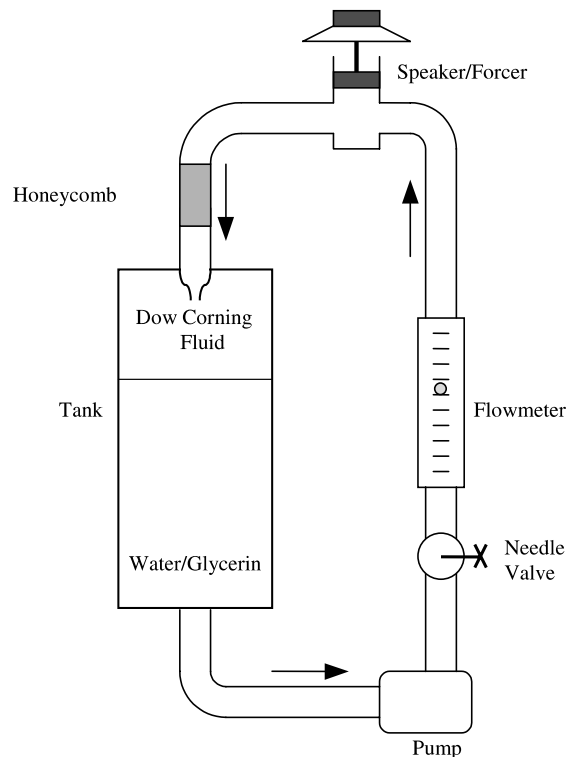 Speaker/Forcer
Honeycomb
Dow Corning
Fluid
Tank
Flowmeter
Water/Glycerin
Needle
Valve
Pump